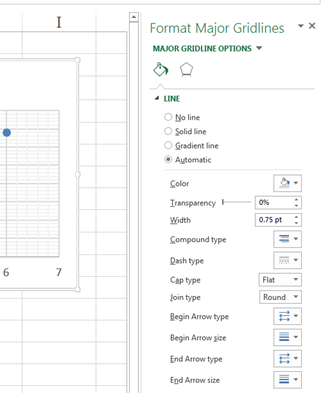 I
Format Major Gridlines
MAJOR GRIDLINE OPTIONS
LINE
No line
Solid line
Gradient line
Automatic
Color
Transparency 0%
Width 0.75 pt
Compound type
Dash type
Cap type Flat
Join type Round
Begin Arrow type
Begin Arrow size
End Arrow type
End Arrow size
6 7